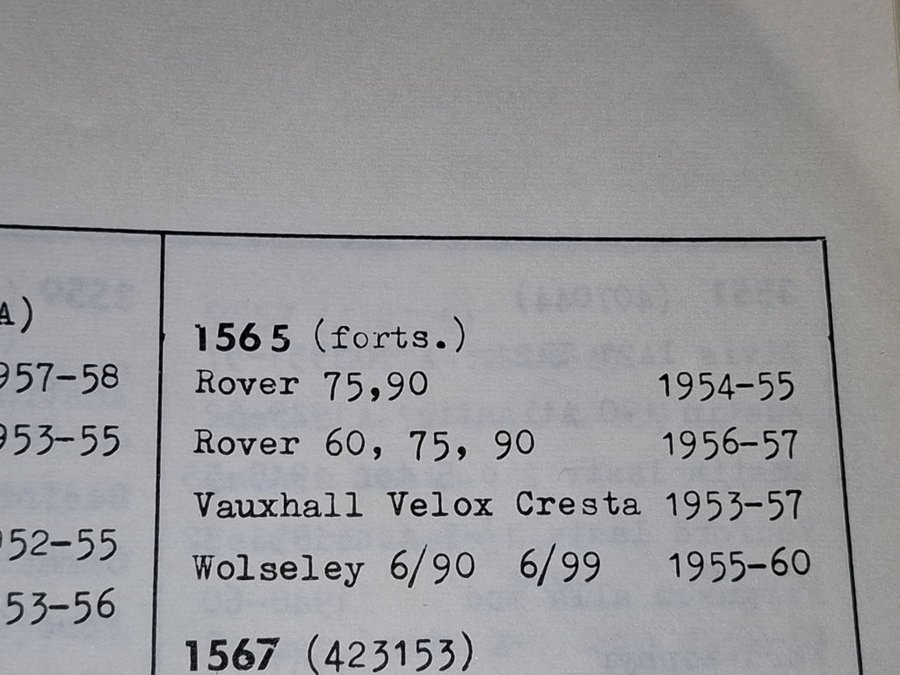 A)
957-58
953-55
52-55
53-56
1565 (forts.)
Rover 75,90 1954-55
Rover 60, 75, 90 1956-57
Vauxhall Velox Cresta 1953-57
Wolseley 6/90 6/99 1955-60
1567 (423153)